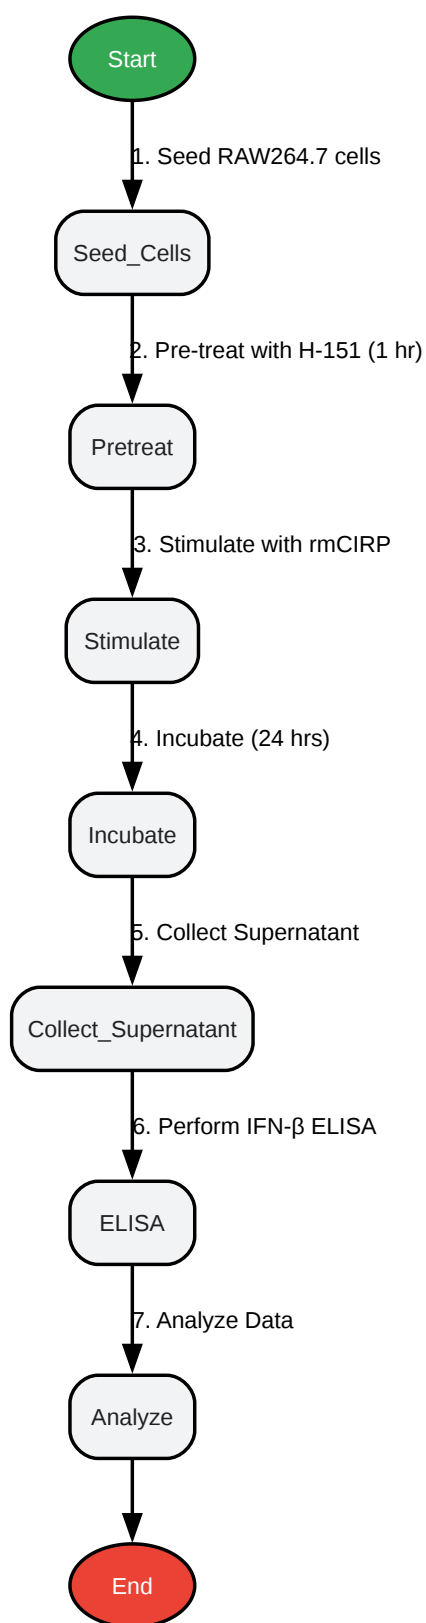 Start
1. Seed RAW264.7 cells
Seed_Cells
2. Pre-treat with H-151 (1 hr)
Pretreat
3. Stimulate with rmCIRP
Stimulate
4. Incubate (24 hrs)
Incubate
5. Collect Supernatant
Collect_Supernatant
6. Perform IFN-β ELISA
ELISA
7. Analyze Data
Analyze
End